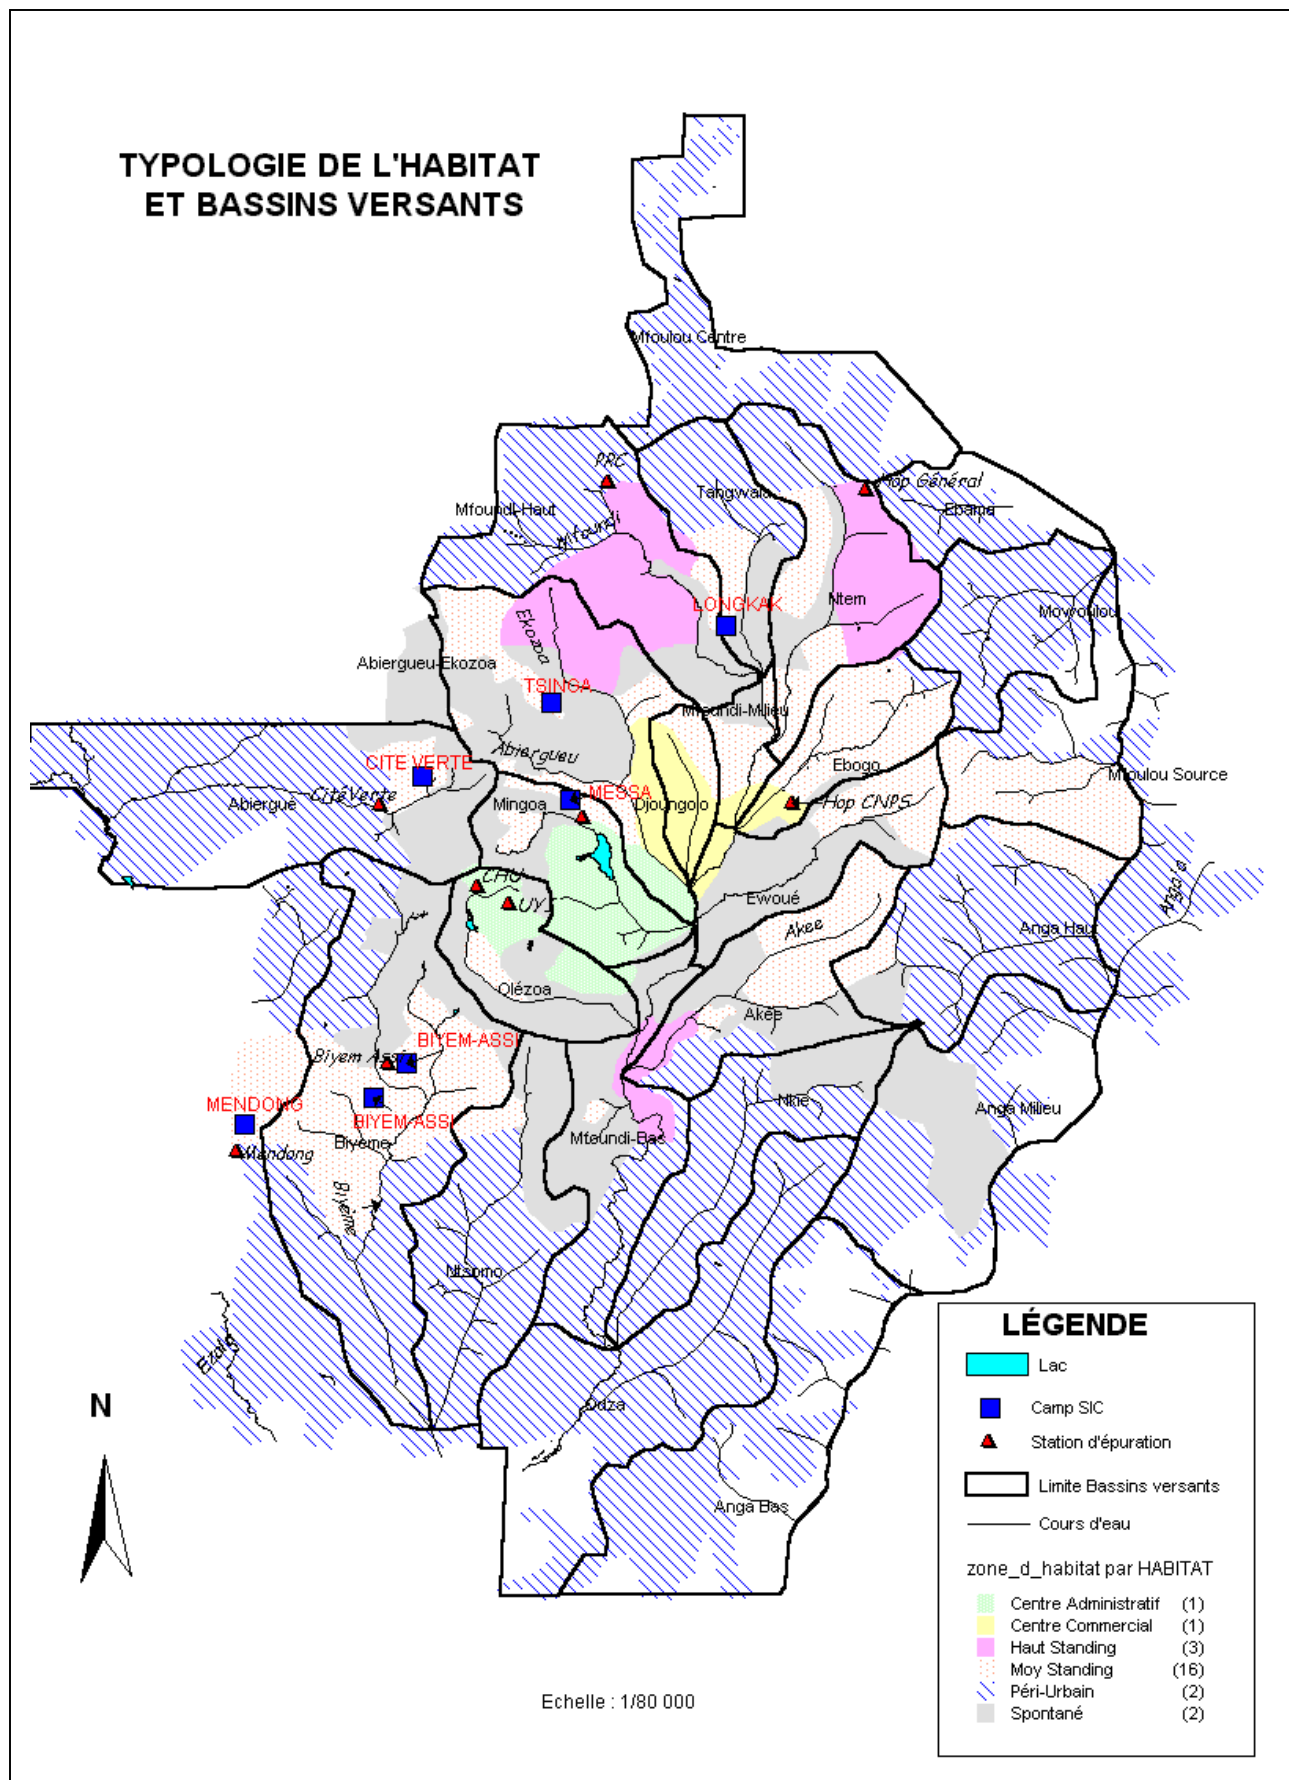 TYPOLOGIE DE L'HABITAT
ET BASSINS VERSANTS
Mfoulou Centre
PRC
Hop Général
Tangwala
Mfoundi-Haut
Mfoundi
Ebama
LONGKAK
Ntem
Movoulou
Ekozoa
Abiergueu-Ekozoa
TSINGA
Mfoundi-Milieu
Abiergueu
CITE VERTE
Ebogo
Mfoulou Source
MESSA
Abiergué
CitéVerte
Mingoa
Djoungolo
Hop CNPS
CHU
Anga'a
UY
Ewoué
Akee
Anga Haut
Olézoa
Akée
BIYEM-ASSI
Biyem Assi
MENDONG
Nkié
Anga Milieu
BIYEM-ASSI
Biyeme
Mfoundi-Bas
Mendong
Biyéme
Ntsomo
Ezala
Odza
Anga Bas
N
Echelle : 1/80 000
LÉGENDE
Lac
Camp SIC
Station d'épuration
Limite Bassins versants
Cours d'eau
zone_d_habitat par HABITAT
Centre Administratif (1)
Centre Commercial (1)
Haut Standing (3)
Moy Standing (16)
Péri-Urbain (2)
Spontané (2)